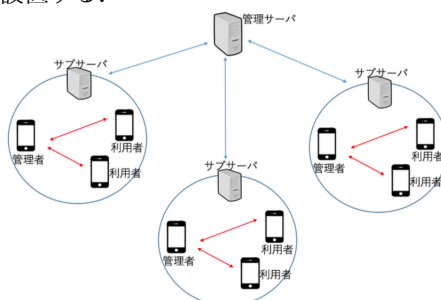 設置する.
管理サーバ
サブサーバ
サブサーバ
利用者
管理者
利用者
サブサーバ
利用者
管理者
利用者
利用者
管理者
利用者